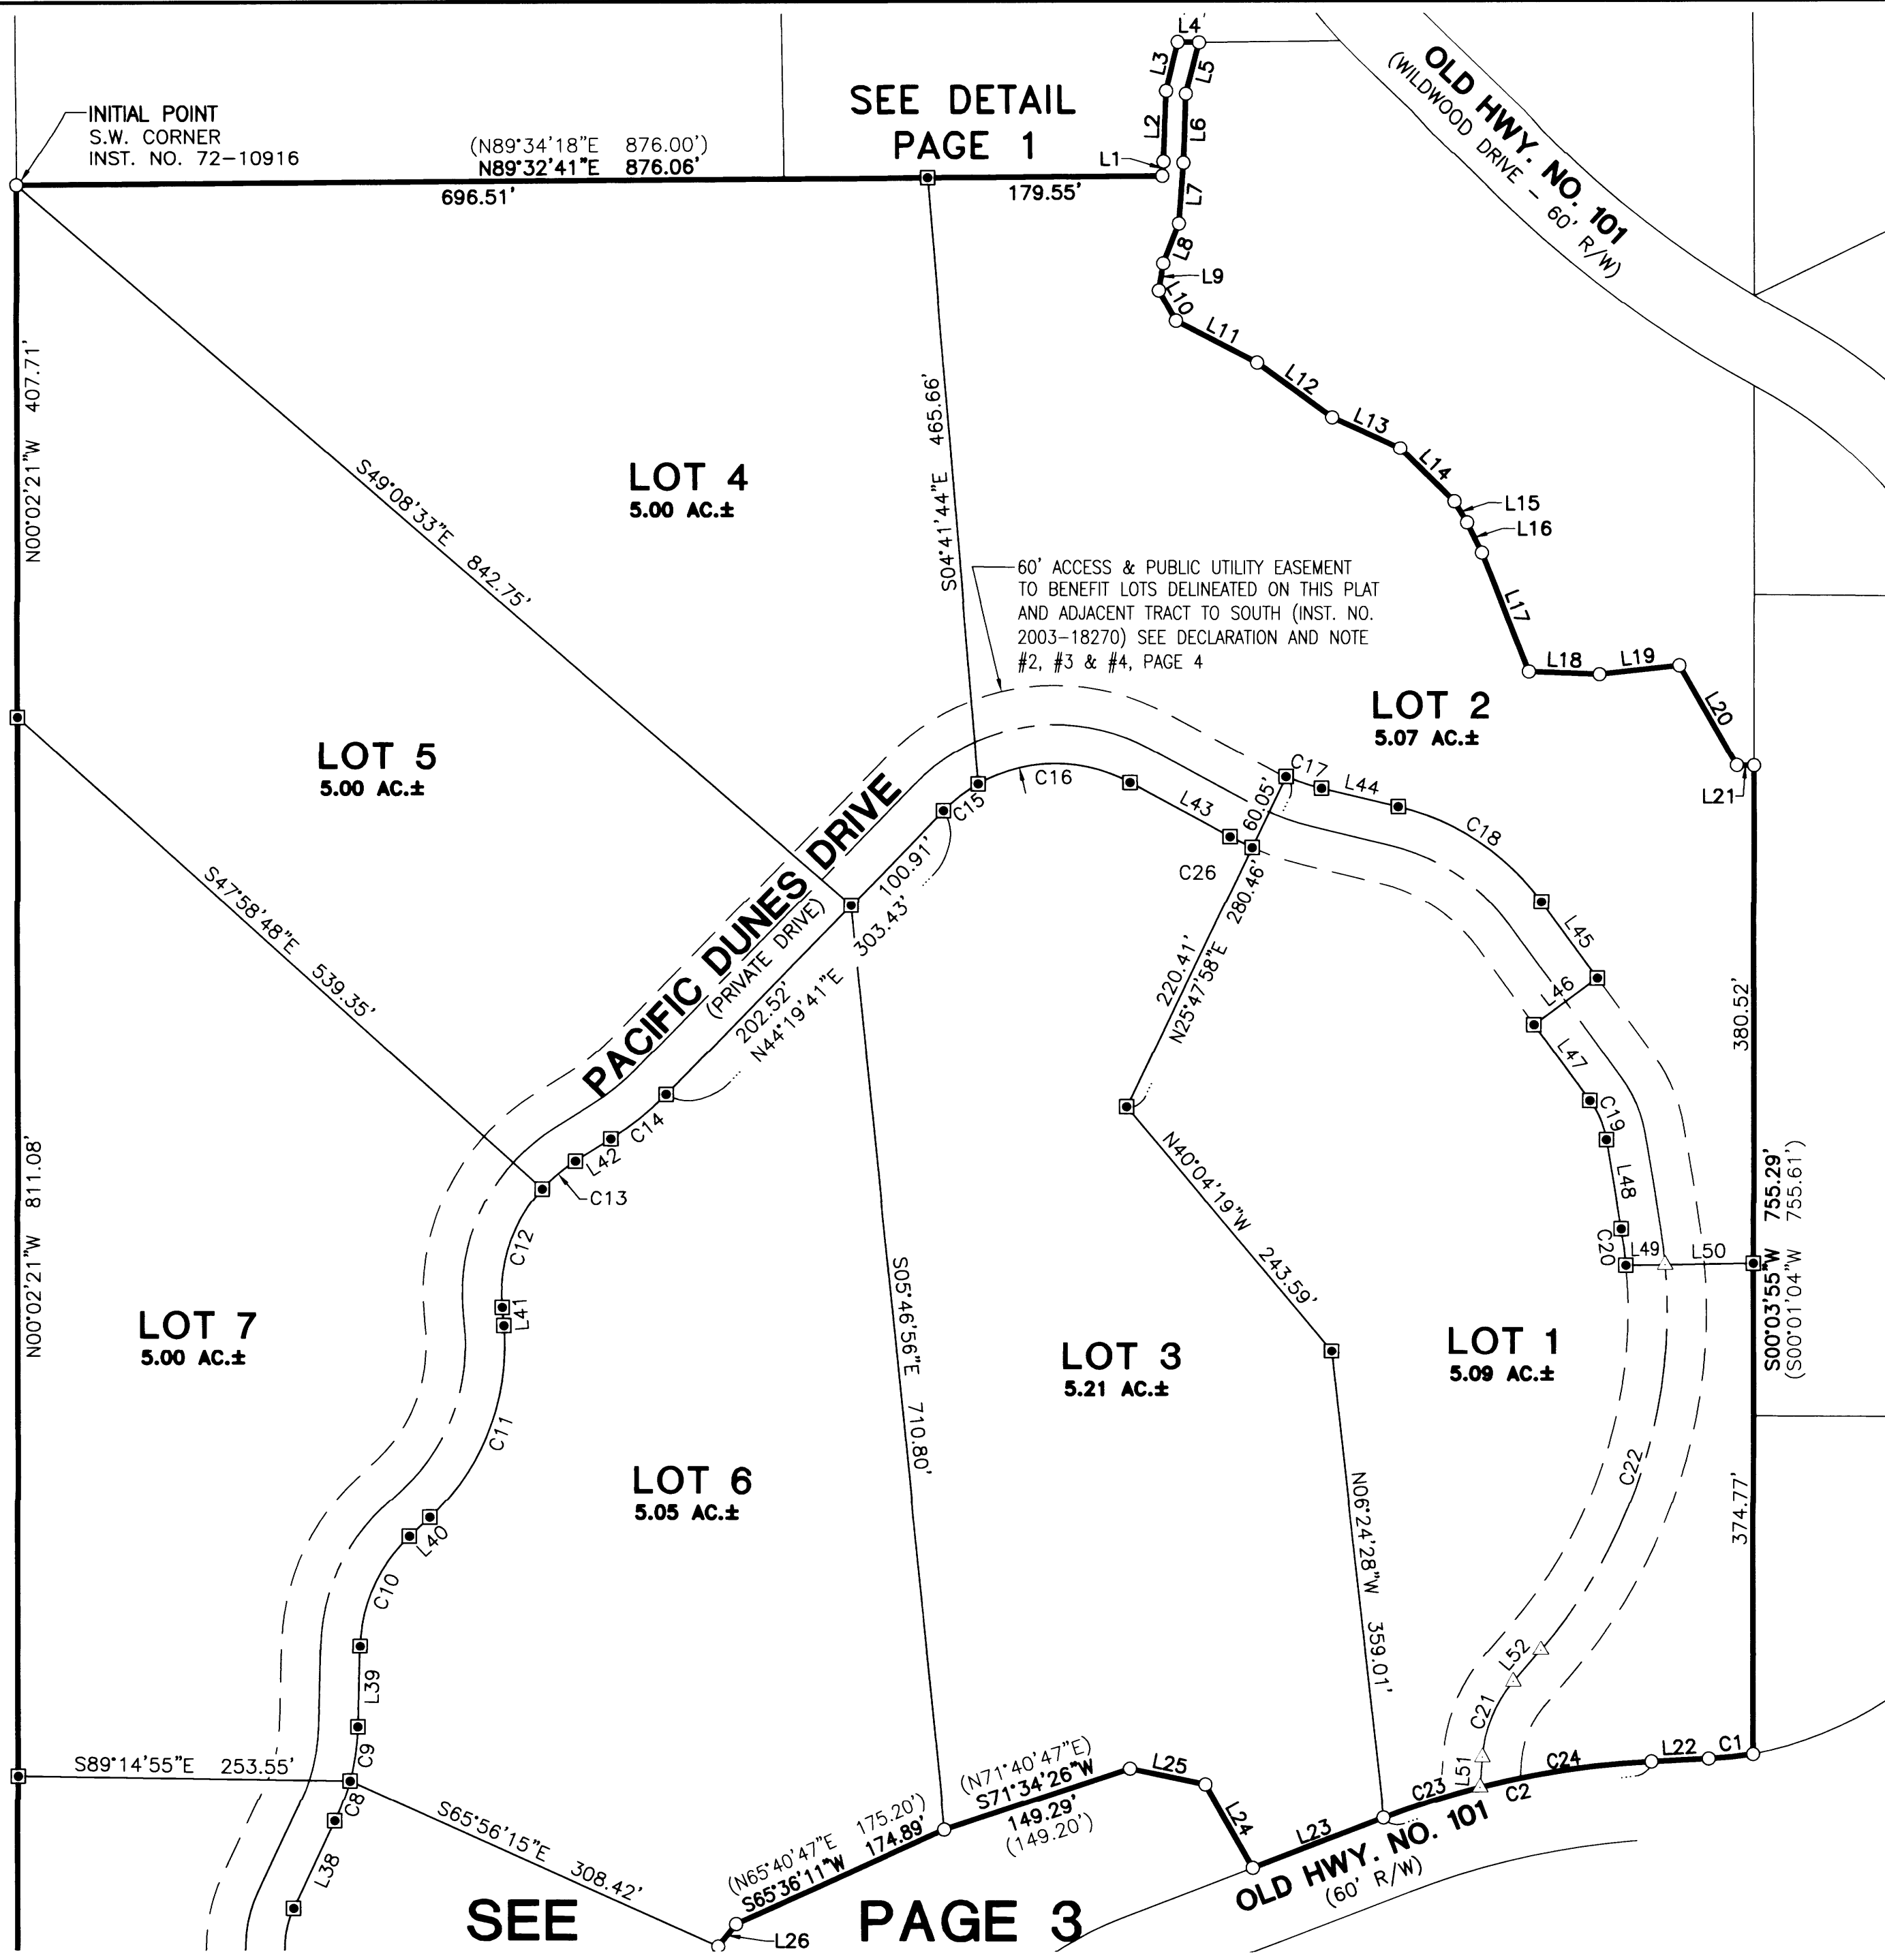 INITIAL POINT
S.W. CORNER
INST. NO. 72-10916
(N89°34'18"E 876.00')
N89°32'41"E 876.06'
696.51'
SEE DETAIL
PAGE 1
179.55'
L4
L3
L5
L2
L6
L1
L7
L8
L9
L10
L11
L12
L13
L14
L15
L16
L17
L18
L19
L20
L21
OLD HWY. NO. 101
(WILDWOOD DRIVE - 60' R/W)
N00°02'21"W 407.71'
S49°08'33"E 842.75'
LOT 4
5.00 AC.±
S04°41'44"E 465.66'
60' ACCESS & PUBLIC UTILITY EASEMENT
TO BENEFIT LOTS DELINEATED ON THIS PLAT
AND ADJACENT TRACT TO SOUTH (INST. NO.
2003-18270) SEE DECLARATION AND NOTE
#2, #3 & #4, PAGE 4
LOT 2
5.07 AC.±
LOT 5
5.00 AC.±
S47°58'48"E 539.35'
PACIFIC DUNES DRIVE
(PRIVATE DRIVE)
C15
C16
L43
C26
60.05'
C17
L44
C18
L45
L46
L47
C19
L48
C20
L49
L50
100.91'
202.52'
N44°19'41"E 303.43'
220.41'
N25°47'58"E 280.46'
380.52'
S00°03'55"W 755.29'
(S00°01'04"W 755.61')
374.77'
N00°02'21"W 811.08'
C14
L42
C13
C12
L41
C11
L40
C10
L39
C9
C8
L38
LOT 7
5.00 AC.±
LOT 6
5.05 AC.±
S05°46'56"E 710.80'
LOT 3
5.21 AC.±
N40°04'19"W 243.59'
LOT 1
5.09 AC.±
N06°24'28"W 359.01'
C22
L52
C21
L51
C23
C2
C24
L22
C1
S89°14'55"E 253.55'
S65°56'15"E 308.42'
(N65°40'47"E 175.20')
S65°36'11"W 174.89'
(N71°40'47"E)
S71°34'26"W
149.29'
(149.20')
L25
L24
L23
L26
OLD HWY. NO. 101
(60' R/W)
SEE PAGE 3